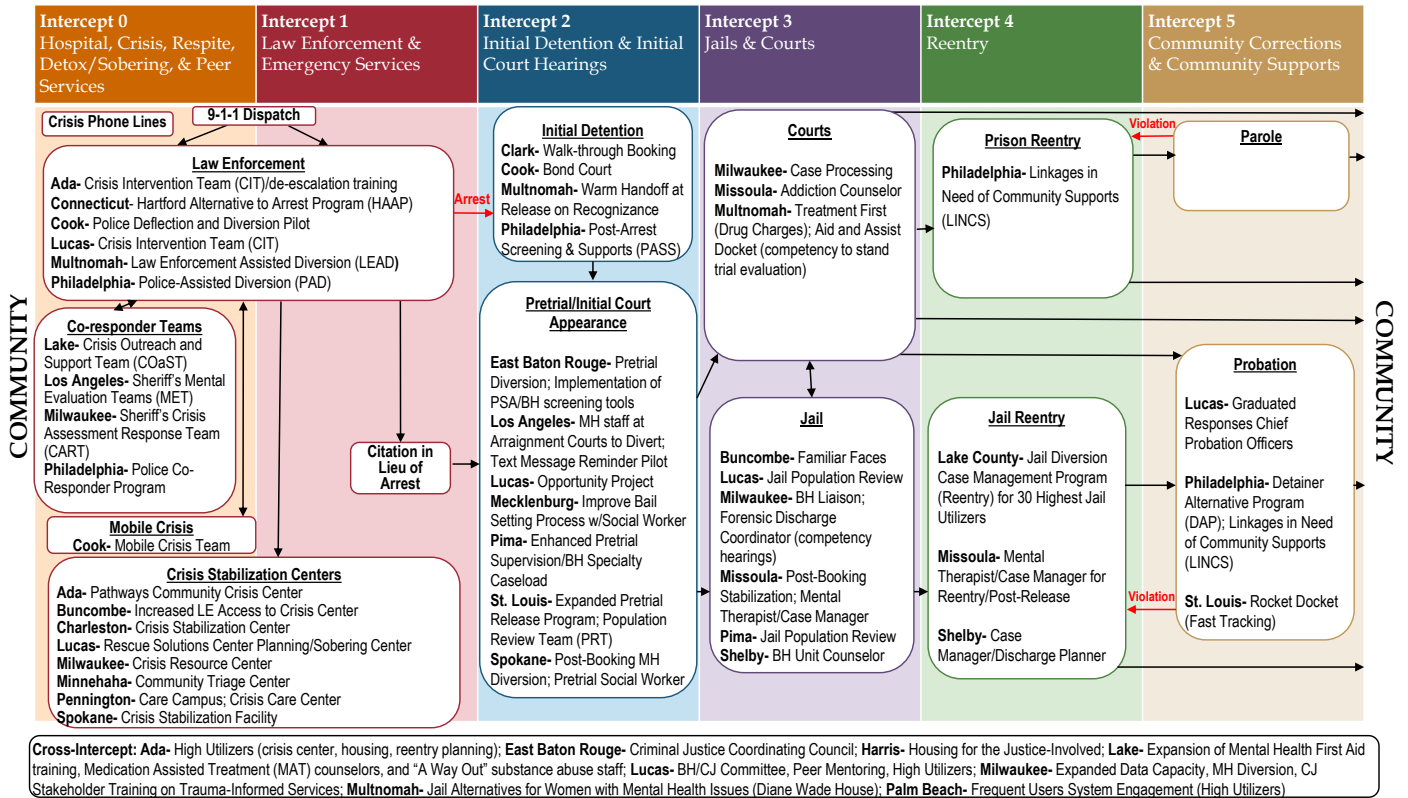 Intercept 0
Hospital, Crisis, Respite,
Detox/Sobering, & Peer
Services
Intercept 1
Law Enforcement &
Emergency Services
Intercept 2
Initial Detention & Initial
Court Hearings
Intercept 3
Jails & Courts
Intercept 4
Reentry
Intercept 5
Community Corrections
& Community Supports
COMMUNITY
Crisis Phone Lines
9-1-1 Dispatch
Law Enforcement
Ada- Crisis Intervention Team (CIT)/de-escalation training
Connecticut- Hartford Alternative to Arrest Program (HAAP)
Cook- Police Deflection and Diversion Pilot
Lucas- Crisis Intervention Team (CIT)
Multnomah- Law Enforcement Assisted Diversion (LEAD)
Philadelphia- Police-Assisted Diversion (PAD)
Arrest
Co-responder Teams
Lake- Crisis Outreach and
Support Team (COaST)
Los Angeles- Sheriff's Mental
Evaluation Teams (MET)
Milwaukee- Sheriff's Crisis
Assessment Response Team
(CART)
Philadelphia- Police Co-
Responder Program
Mobile Crisis
Cook- Mobile Crisis Team
Citation in
Lieu of
Arrest
Crisis Stabilization Centers
Ada- Pathways Community Crisis Center
Buncombe- Increased LE Access to Crisis Center
Charleston- Crisis Stabilization Center
Lucas- Rescue Solutions Center Planning/Sobering Center
Milwaukee- Crisis Resource Center
Minnehaha- Community Triage Center
Pennington- Care Campus; Crisis Care Center
Spokane- Crisis Stabilization Facility
Initial Detention
Clark- Walk-through Booking
Cook- Bond Court
Multnomah- Warm Handoff at
Release on Recognizance
Philadelphia- Post-Arrest
Screening & Supports (PASS)
Pretrial/Initial Court
Appearance
East Baton Rouge- Pretrial
Diversion; Implementation of
PSA/BH screening tools
Los Angeles- MH staff at
Arraignment Courts to Divert;
Text Message Reminder Pilot
Lucas- Opportunity Project
Mecklenburg- Improve Bail
Setting Process w/Social Worker
Pima- Enhanced Pretrial
Supervision/BH Specialty
Caseload
St. Louis- Expanded Pretrial
Release Program; Population
Review Team (PRT)
Spokane- Post-Booking MH
Diversion; Pretrial Social Worker
Courts
Milwaukee- Case Processing
Missoula- Addiction Counselor
Multnomah- Treatment First
(Drug Charges); Aid and Assist
Docket (competency to stand
trial evaluation)
Jail
Buncombe- Familiar Faces
Lucas- Jail Population Review
Milwaukee- BH Liaison;
Forensic Discharge
Coordinator (competency
hearings)
Missoula- Post-Booking
Stabilization; Mental
Therapist/Case Manager
Pima- Jail Population Review
Shelby- BH Unit Counselor
Prison Reentry
Philadelphia- Linkages in
Need of Community Supports
(LINCS)
Jail Reentry
Lake County- Jail Diversion
Case Management Program
(Reentry) for 30 Highest Jail
Utilizers
Missoula- Mental
Therapist/Case Manager for
Reentry/Post-Release
Shelby- Case
Manager/Discharge Planner
Violation
Parole
Probation
Lucas- Graduated
Responses Chief
Probation Officers
Philadelphia- Detainer
Alternative Program
(DAP); Linkages in Need
of Community Supports
(LINCS)
St. Louis- Rocket Docket
(Fast Tracking)
Violation
COMMUNITY
Cross-Intercept: Ada- High Utilizers (crisis center, housing, reentry planning); East Baton Rouge- Criminal Justice Coordinating Council; Harris- Housing for the Justice-Involved; Lake- Expansion of Mental Health First Aid
training, Medication Assisted Treatment (MAT) counselors, and "A Way Out" substance abuse staff; Lucas- BH/CJ Committee, Peer Mentoring, High Utilizers; Milwaukee- Expanded Data Capacity, MH Diversion, CJ
Stakeholder Training on Trauma-Informed Services; Multnomah- Jail Alternatives for Women with Mental Health Issues (Diane Wade House); Palm Beach- Frequent Users System Engagement (High Utilizers)